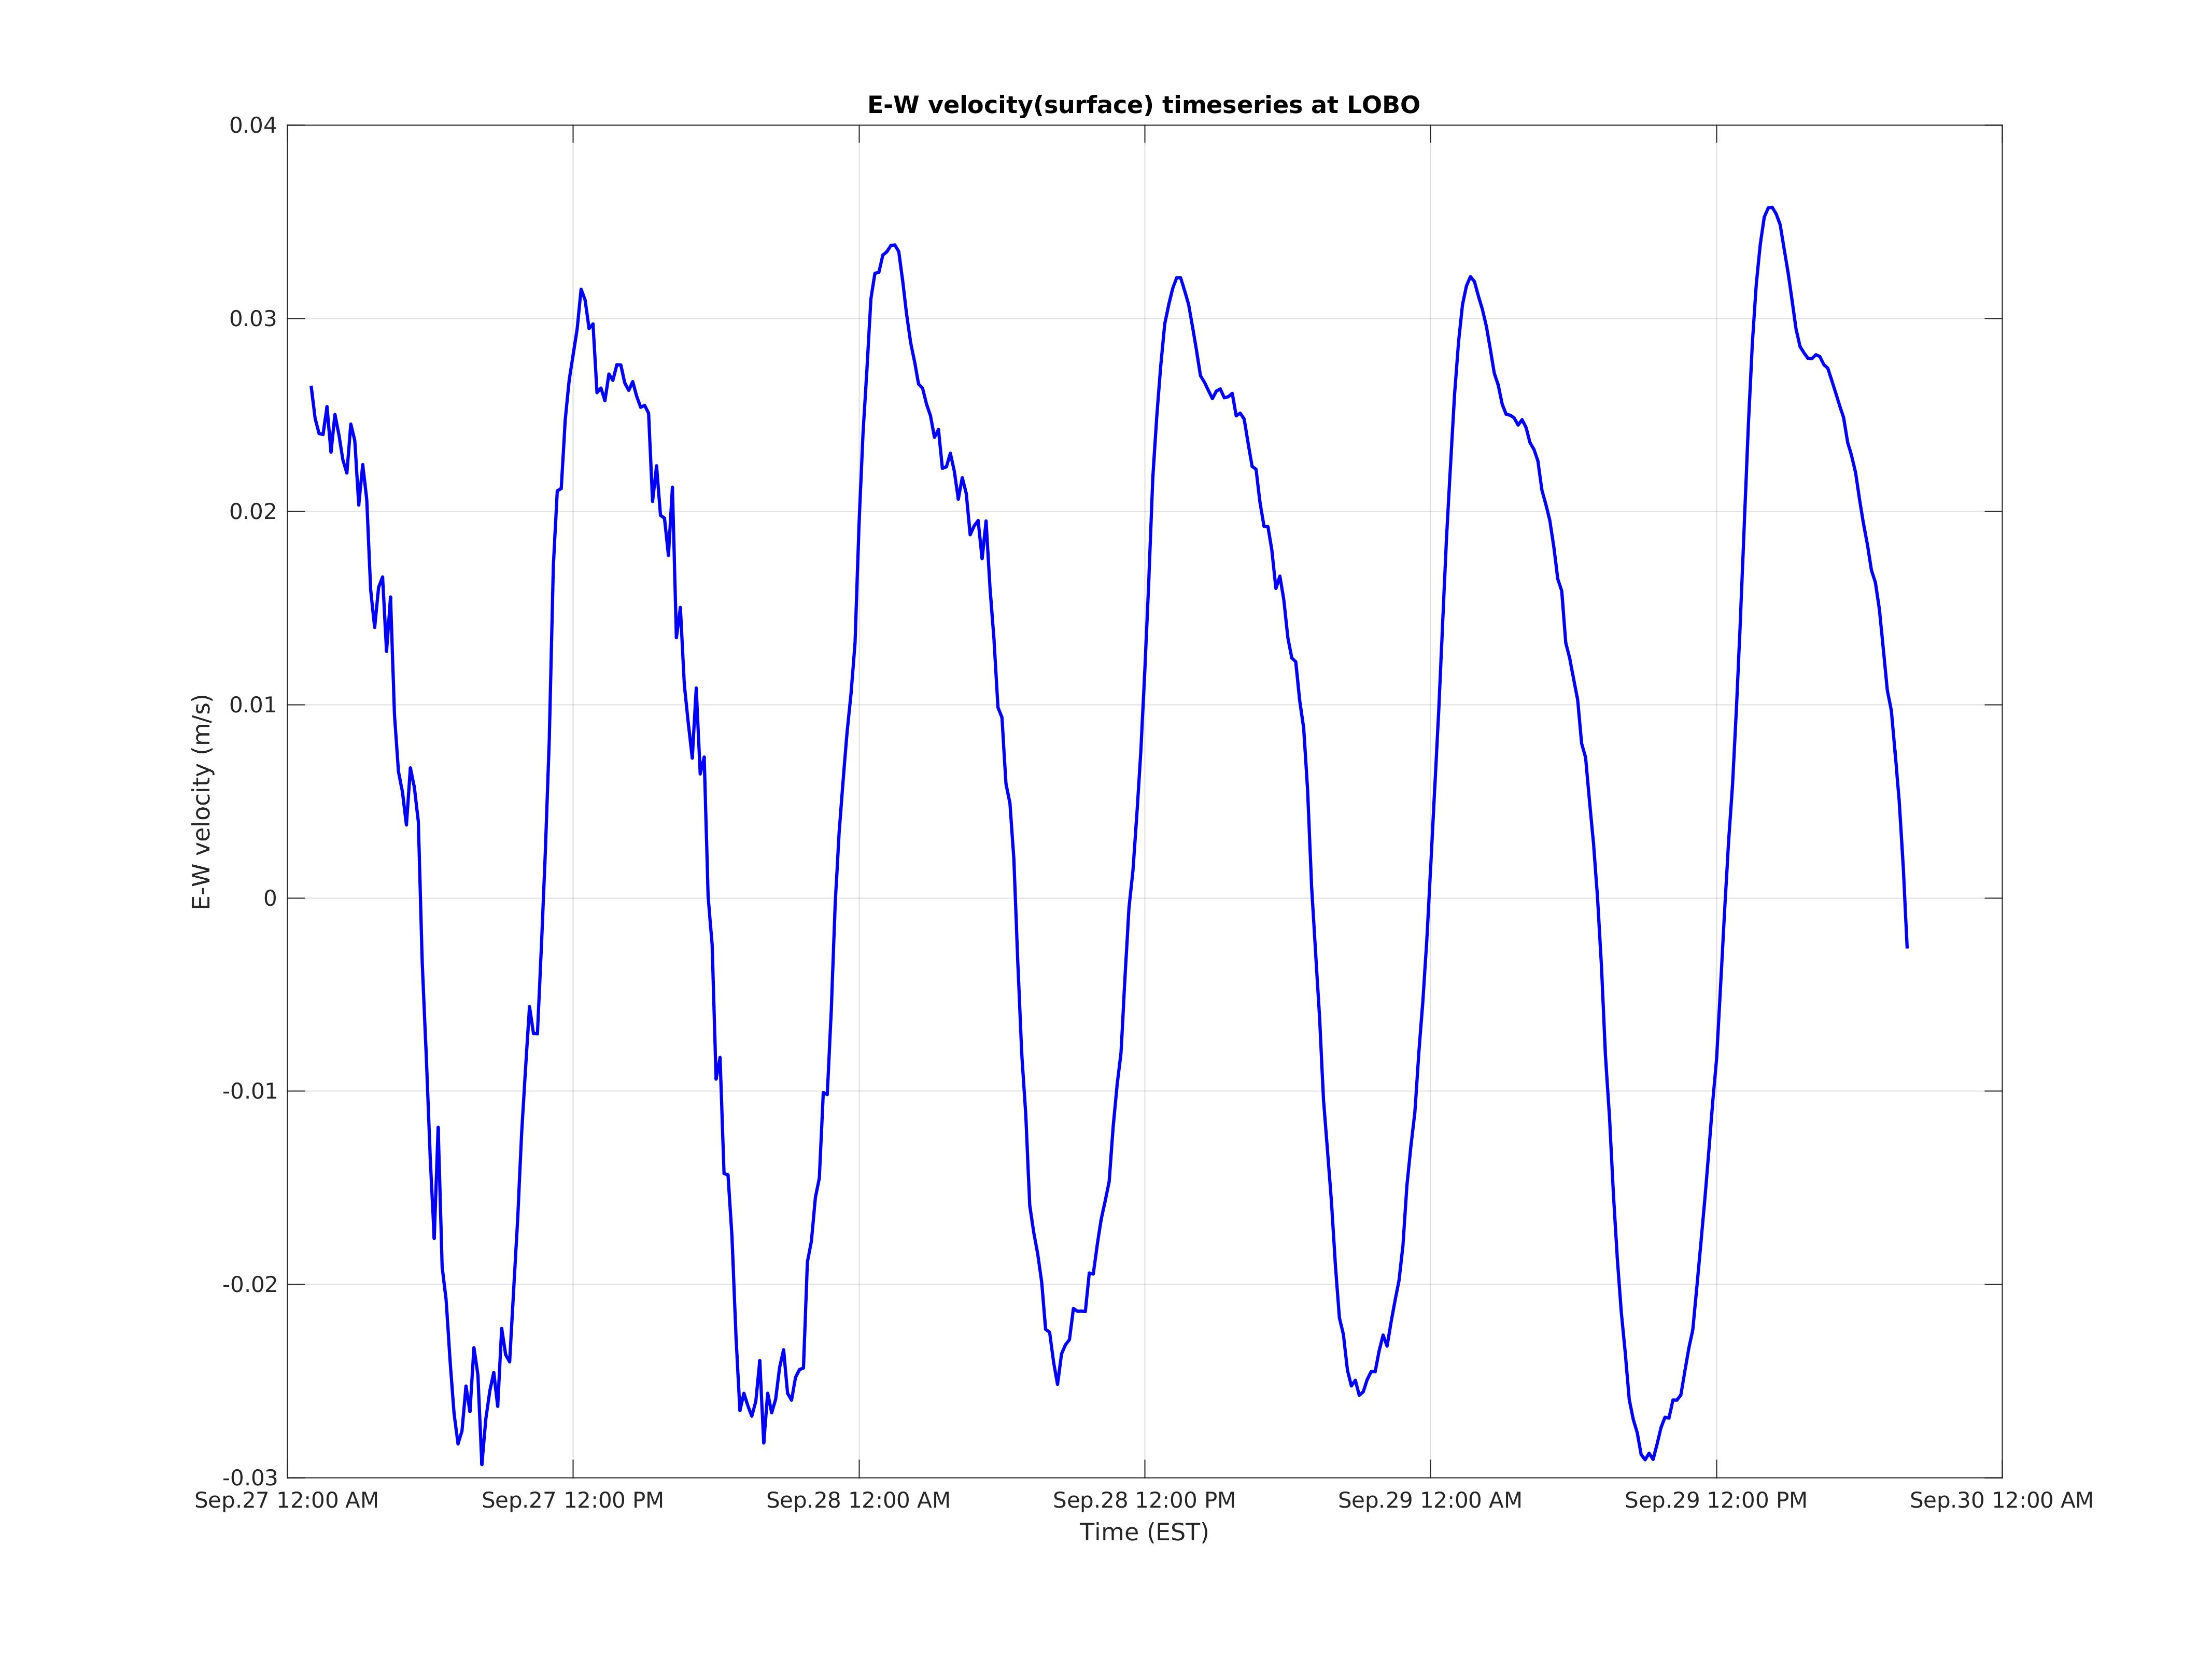 E-W velocity(surface) timeseries at LOBO
0.04
0.03
0.02
0.01
0
-0.01
-0.02
-0.03
E-W velocity (m/s)
Sep.27 12:00 AM
Sep.27 12:00 PM
Sep.28 12:00 AM
Sep.28 12:00 PM
Sep.29 12:00 AM
Sep.29 12:00 PM
Sep.30 12:00 AM
Time (EST)